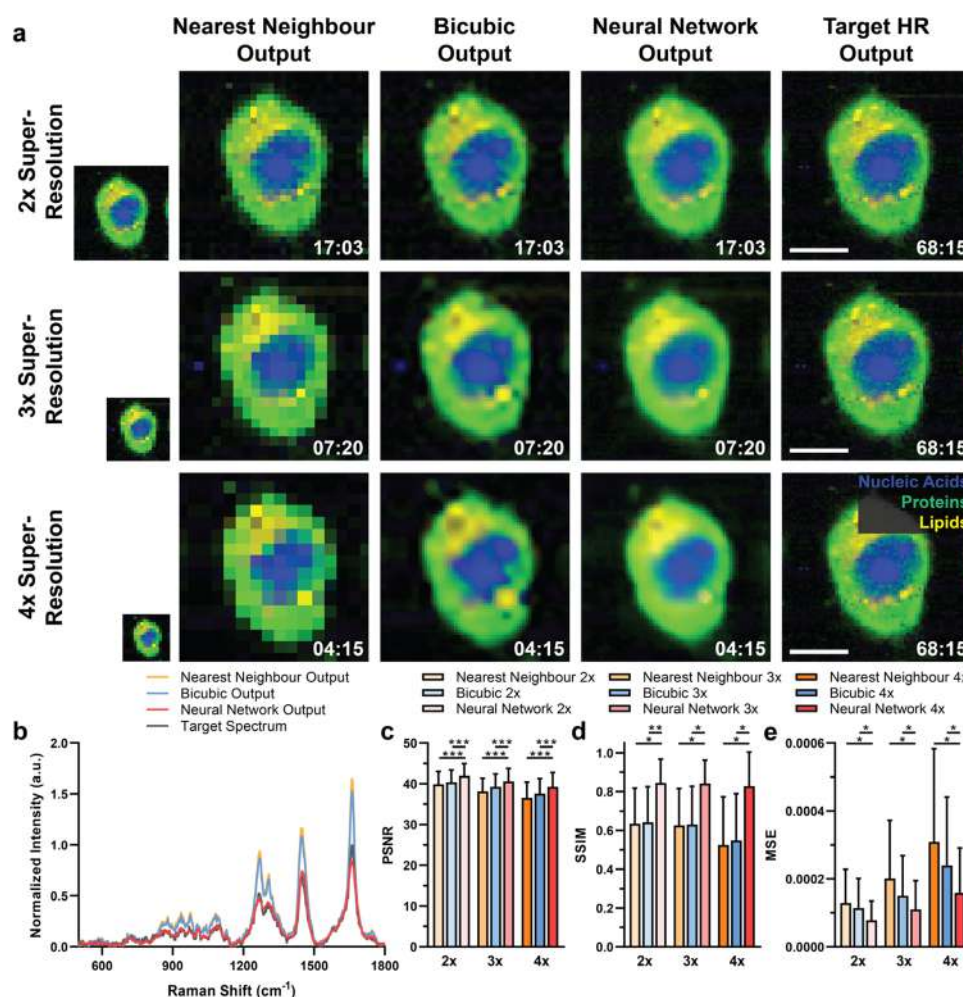 a
Nearest Neighbour
Output
Bicubic
Output
Neural Network
Output
Target HR
Output
2x Super-
Resolution
17:03
17:03
17:03
68:15
3x Super-
Resolution
07:20
07:20
07:20
68:15
4x Super-
Resolution
04:15
04:15
04:15
Nucleic Acids
Proteins
Lipids
68:15
Nearest Neighbour Output
Bicubic Output
Neural Network Output
Target Spectrum
Nearest Neighbour 2x
Bicubic 2x
Neural Network 2x
Nearest Neighbour 3x
Bicubic 3x
Neural Network 3x
Nearest Neighbour 4x
Bicubic 4x
Neural Network 4x
b
Normalized Intensity (a.u.)
2.0
1.5
1.0
0.5
0.0
600 900 1200 1500 1800
Raman Shift (cm⁻¹)
c
PSNR
50
40
30
20
10
0
*** *** ***
*** *** ***
2x 3x 4x
d
SSIM
1.0
0.8
0.6
0.4
0.2
0.0
** * *
* * *
2x 3x 4x
e
MSE
0.0006
0.0004
0.0002
0.0000
* * *
* * *
2x 3x 4x